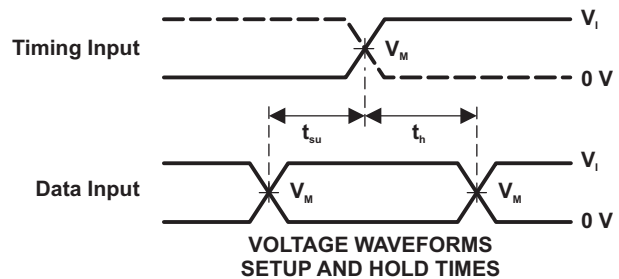 V_I
Timing Input
V_M
0 V
t_su
t_h
V_I
Data Input
V_M
V_M
0 V
VOLTAGE WAVEFORMS
SETUP AND HOLD TIMES